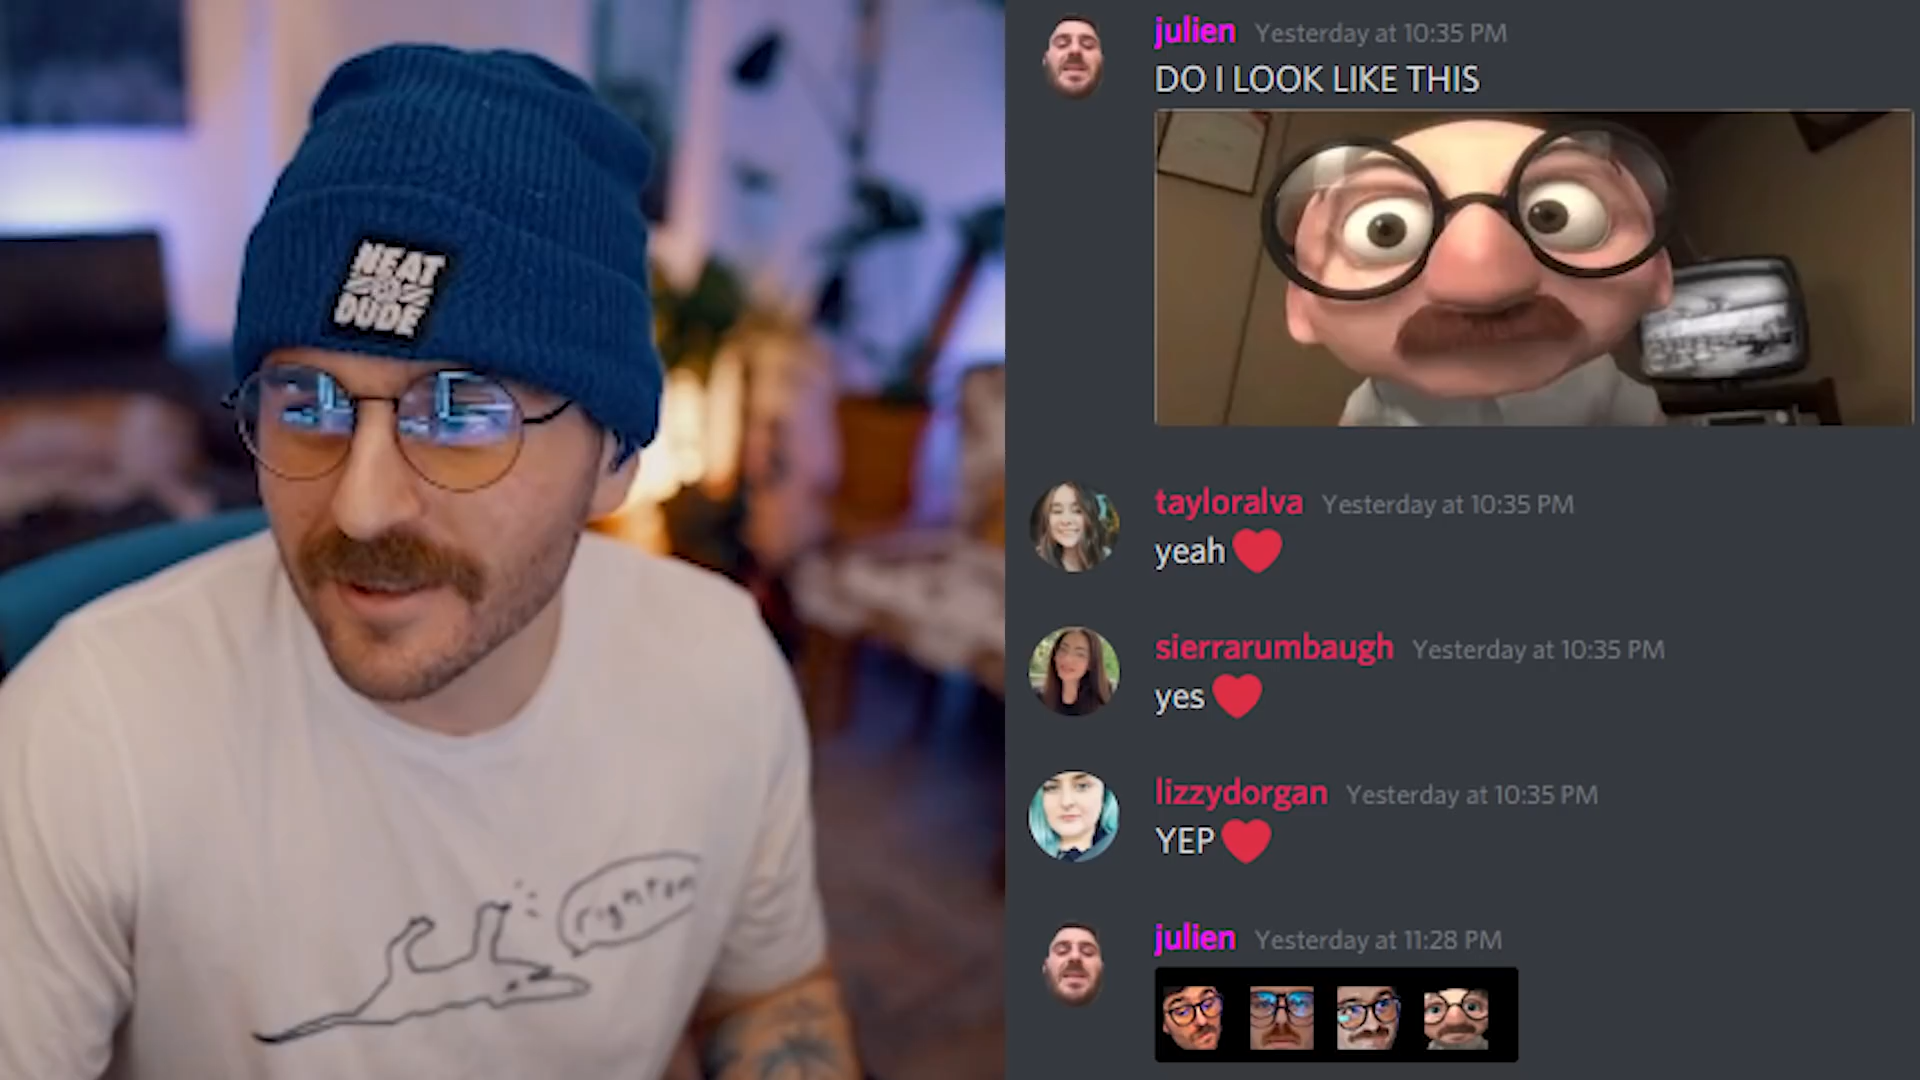 NEAT
DUDE
right on
julien Yesterday at 10:35 PM
DO I LOOK LIKE THIS
tayloralva Yesterday at 10:35 PM
yeah
sierrarumbaugh Yesterday at 10:35 PM
yes
lizzydorgan Yesterday at 10:35 PM
YEP
julien Yesterday at 11:28 PM